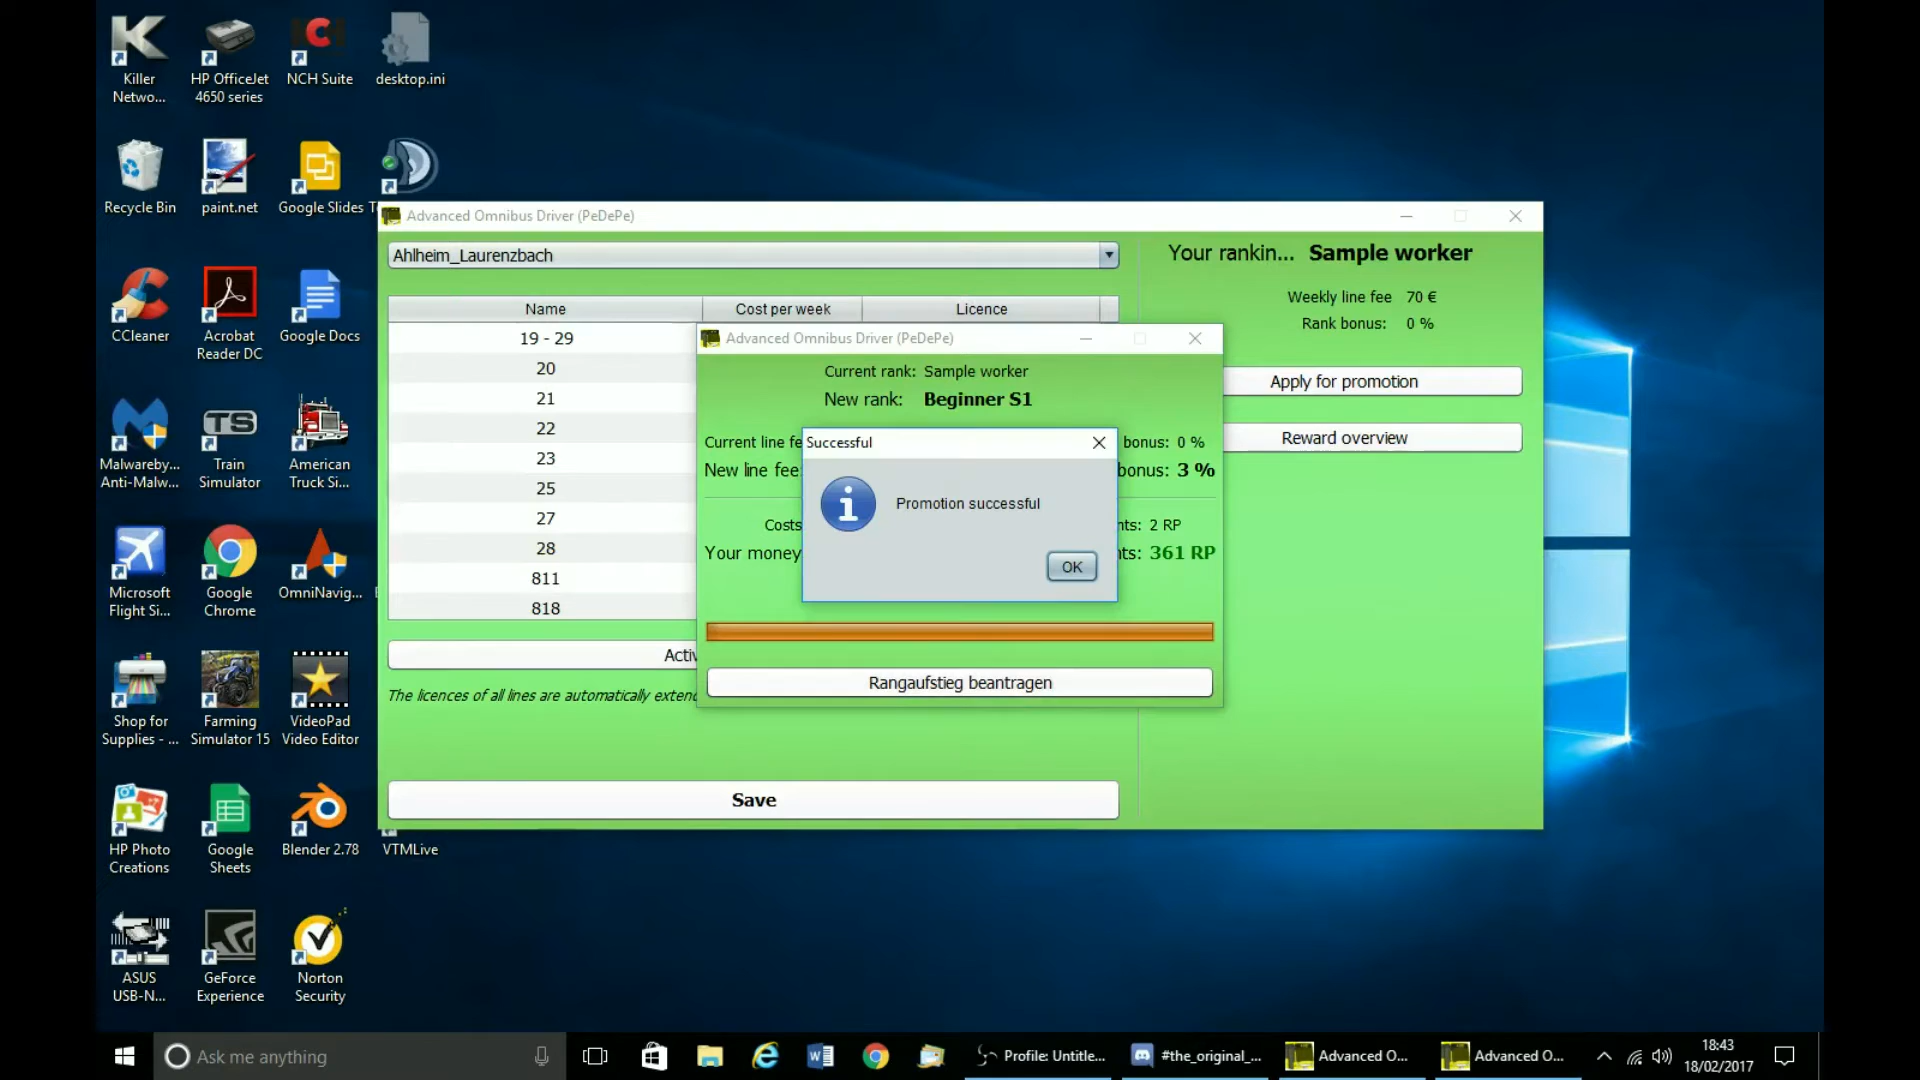 Killer
Netwo...
HP OfficeJet
4650 series
NCH Suite
desktop.ini
Recycle Bin
paint.net
Google Slides
CCleaner
Acrobat
Reader DC
Google Docs
Malwareby...
Anti-Malw...
Train
Simulator
American
Truck Si...
Microsoft
Flight Si...
Google
Chrome
OmniNavig...
Shop for
Supplies - ...
Farming
Simulator 15
VideoPad
Video Editor
HP Photo
Creations
Google
Sheets
Blender 2.78
VTMLive
ASUS
USB-N...
GeForce
Experience
Norton
Security
Advanced Omnibus Driver (PeDePe)
Ahlheim_Laurenzbach
Name Cost per week Licence
19 - 29
20
21
22
23
25
27
28
811
818
Activ
The licences of all lines are automatically extend
Save
Your rankin... Sample worker
Weekly line fee 70 €
Rank bonus: 0 %
Apply for promotion
Reward overview
Advanced Omnibus Driver (PeDePe)
Current rank: Sample worker
New rank: Beginner S1
Current line fe bonus: 0 %
New line fee: bonus: 3 %
Costs nts: 2 RP
Your money ts: 361 RP
Rangaufstieg beantragen
Successful
Promotion successful
OK
Ask me anything
Profile: Untitle...
#the_original_...
Advanced O...
Advanced O...
18:43
18/02/2017